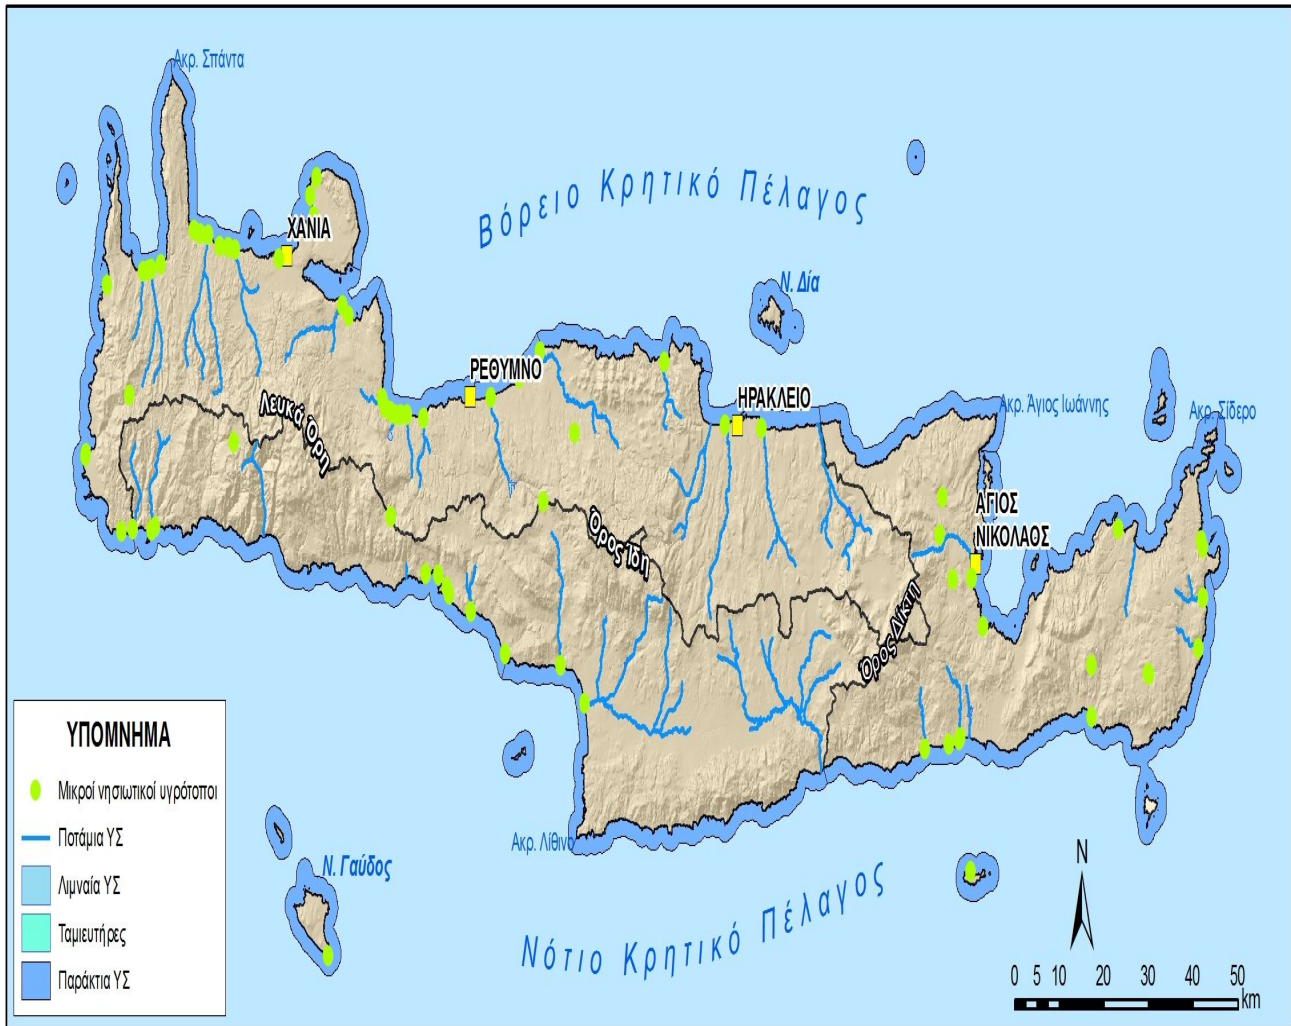 Ακρ. Σπάντα
Βόρειο Κρητικό Πέλαγος
ΧΑΝΙΑ
Ν. Δία
ΡΕΘΥΜΝΟ
ΗΡΑΚΛΕΙΟ
Ακρ. Άγιος Ιωάννης
Ακρ. Σίδερο
Λευκά Όρη
ΑΓΙΟΣ
ΝΙΚΟΛΑΟΣ
Όρος Ίδη
Όρος Δίκτη
ΥΠΟΜΝΗΜΑ
Μικροί νησιωτικοί υγρότοποι
Ποτάμια ΥΣ
Λιμναία ΥΣ
Ταμιευτήρες
Παράκτια ΥΣ
Ακρ. Λίθινο
Ν. Γαύδος
Νότιο Κρητικό Πέλαγος
N
0 5 10 20 30 40 50
km